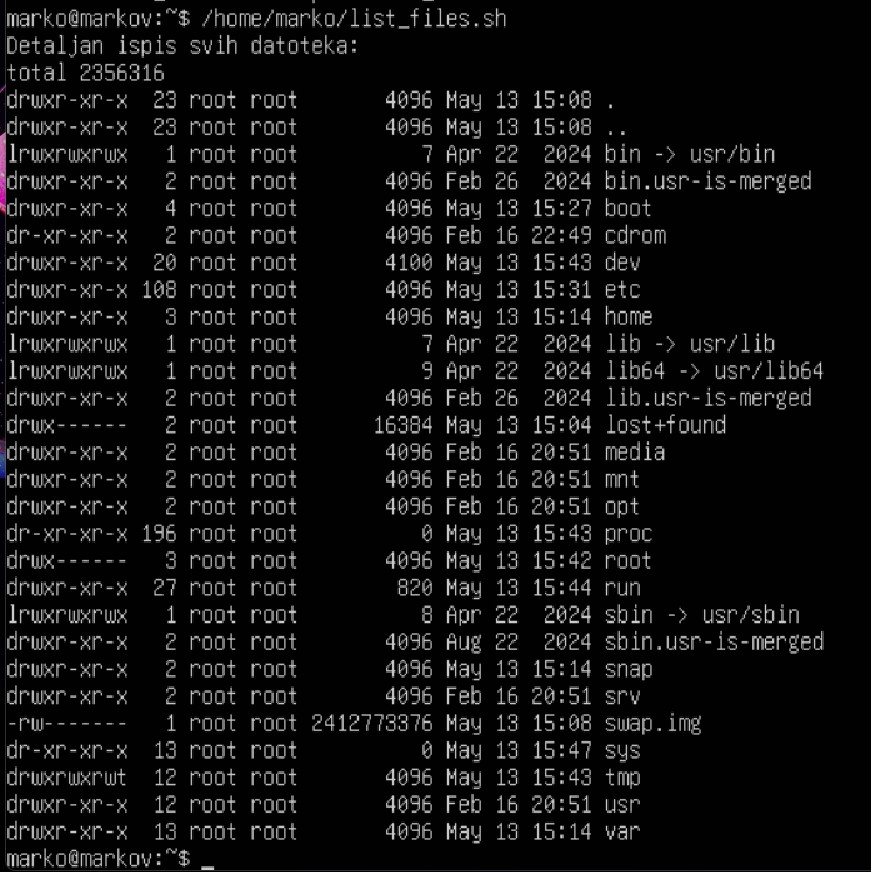 marko@markov:~$ /home/marko/list_files.sh
Detaljan ispis svih datoteka:
total 2356316
drwxr-xr-x  23 root root       4096 May 13 15:08 .
drwxr-xr-x  23 root root       4096 May 13 15:08 ..
lrwxrwxrwx   1 root root          7 Apr 22  2024 bin -> usr/bin
drwxr-xr-x   2 root root       4096 Feb 26  2024 bin.usr-is-merged
drwxr-xr-x   4 root root       4096 May 13 15:27 boot
dr-xr-xr-x   2 root root       4096 Feb 16 22:49 cdrom
drwxr-xr-x  20 root root       4100 May 13 15:43 dev
drwxr-xr-x 108 root root       4096 May 13 15:31 etc
drwxr-xr-x   3 root root       4096 May 13 15:14 home
lrwxrwxrwx   1 root root          7 Apr 22  2024 lib -> usr/lib
lrwxrwxrwx   1 root root          9 Apr 22  2024 lib64 -> usr/lib64
drwxr-xr-x   2 root root       4096 Feb 26  2024 lib.usr-is-merged
drwx------   2 root root      16384 May 13 15:04 lost+found
drwxr-xr-x   2 root root       4096 Feb 16 20:51 media
drwxr-xr-x   2 root root       4096 Feb 16 20:51 mnt
drwxr-xr-x   2 root root       4096 Feb 16 20:51 opt
dr-xr-xr-x 196 root root          0 May 13 15:43 proc
drwx------   3 root root       4096 May 13 15:42 root
drwxr-xr-x  27 root root        820 May 13 15:44 run
lrwxrwxrwx   1 root root          8 Apr 22  2024 sbin -> usr/sbin
drwxr-xr-x   2 root root       4096 Aug 22  2024 sbin.usr-is-merged
drwxr-xr-x   2 root root       4096 May 13 15:14 snap
drwxr-xr-x   2 root root       4096 Feb 16 20:51 srv
-rw-------   1 root root 2412773376 May 13 15:08 swap.img
dr-xr-xr-x  13 root root          0 May 13 15:47 sys
drwxrwxrwt  12 root root       4096 May 13 15:43 tmp
drwxr-xr-x  12 root root       4096 Feb 16 20:51 usr
drwxr-xr-x  13 root root       4096 May 13 15:14 var
marko@markov:~$ _